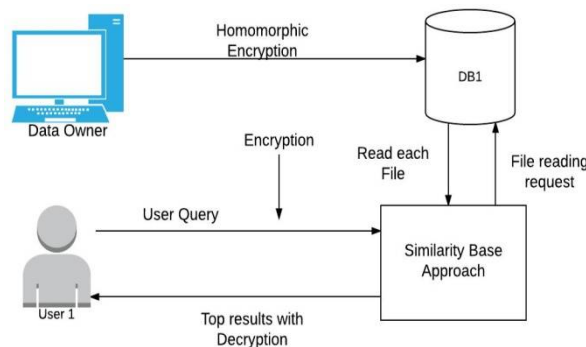 Homomorphic
Encryption
DB1
Data Owner
Encryption
Read each
File
File reading
request
User Query
Similarity Base
Approach
User 1
Top results with
Decryption